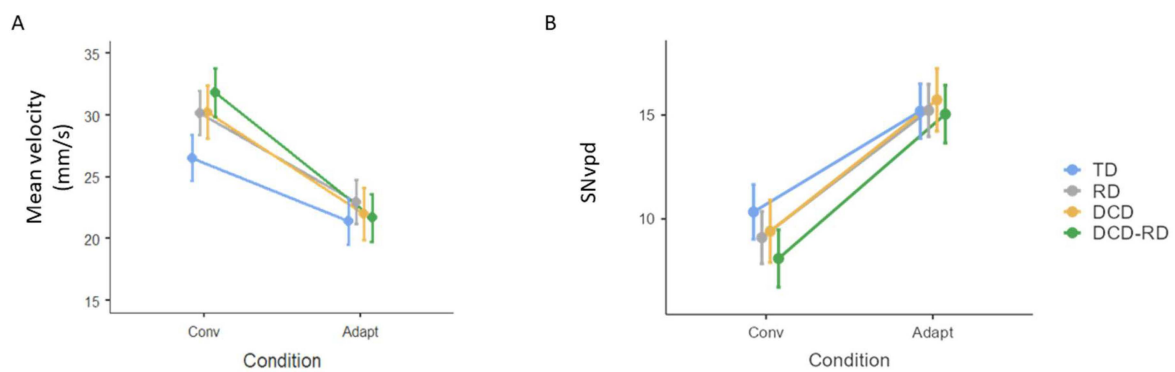 A
Mean velocity
(mm/s)
35
30
25
20
15
Conv
Adapt
Condition
B
SNvpd
15
10
Conv
Adapt
Condition
TD
RD
DCD
DCD-RD